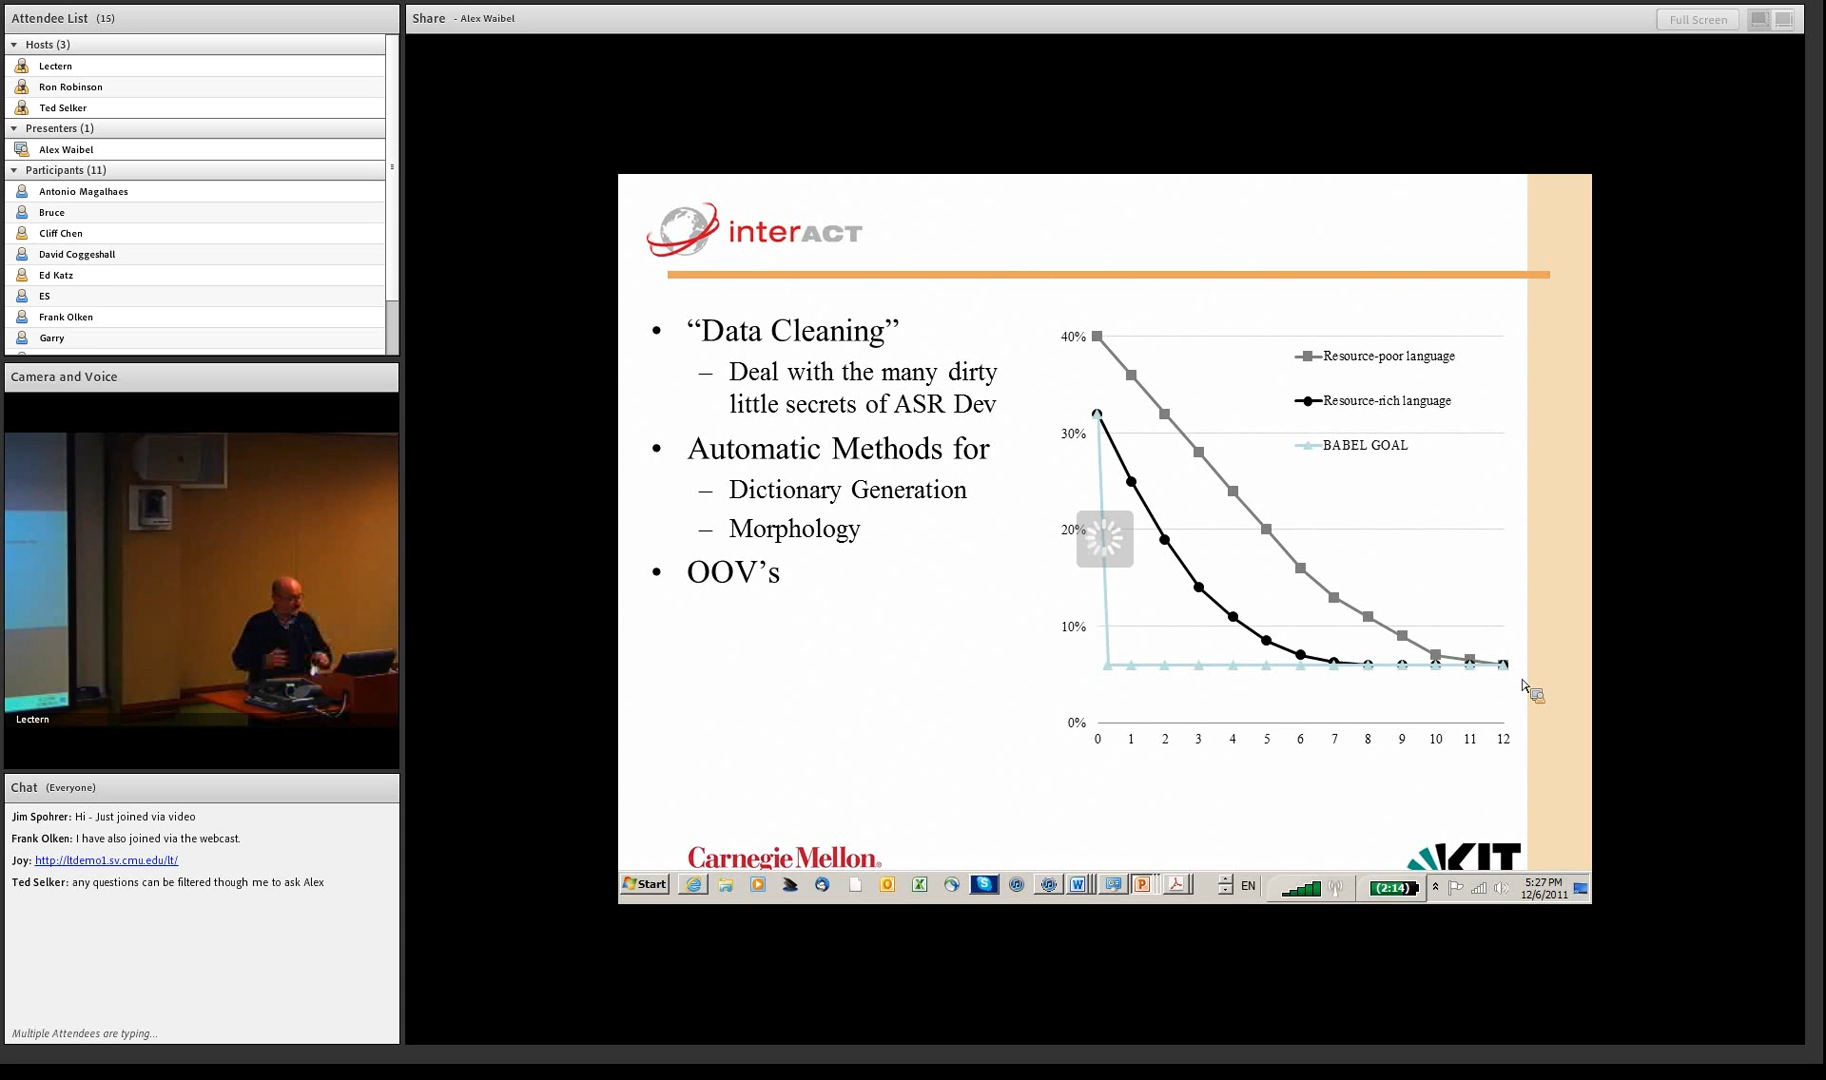 Attendee List (15)
Hosts (3)
Lectern
Ron Robinson
Ted Selker
Presenters (1)
Alex Waibel
Participants (11)
Antonio Magalhaes
Bruce
Cliff Chen
David Coggeshall
Ed Katz
ES
Frank Olken
Garry
Camera and Voice
Lectern
Chat (Everyone)
Jim Spohrer: Hi - Just joined via video
Frank Olken: I have also joined via the webcast.
Joy: http://ltdemo1.sv.cmu.edu/lt/
Ted Selker: any questions can be filtered though me to ask Alex
Multiple Attendees are typing...
Share - Alex Waibel
Full Screen
interACT
• “Data Cleaning”
– Deal with the many dirty
little secrets of ASR Dev
• Automatic Methods for
– Dictionary Generation
– Morphology
• OOV’s
40%
30%
20%
10%
0%
0 1 2 3 4 5 6 7 8 9 10 11 12
Resource-poor language
Resource-rich language
BABEL GOAL
Carnegie Mellon®
KIT
Start
EN
(2:14)
5:27 PM
12/6/2011